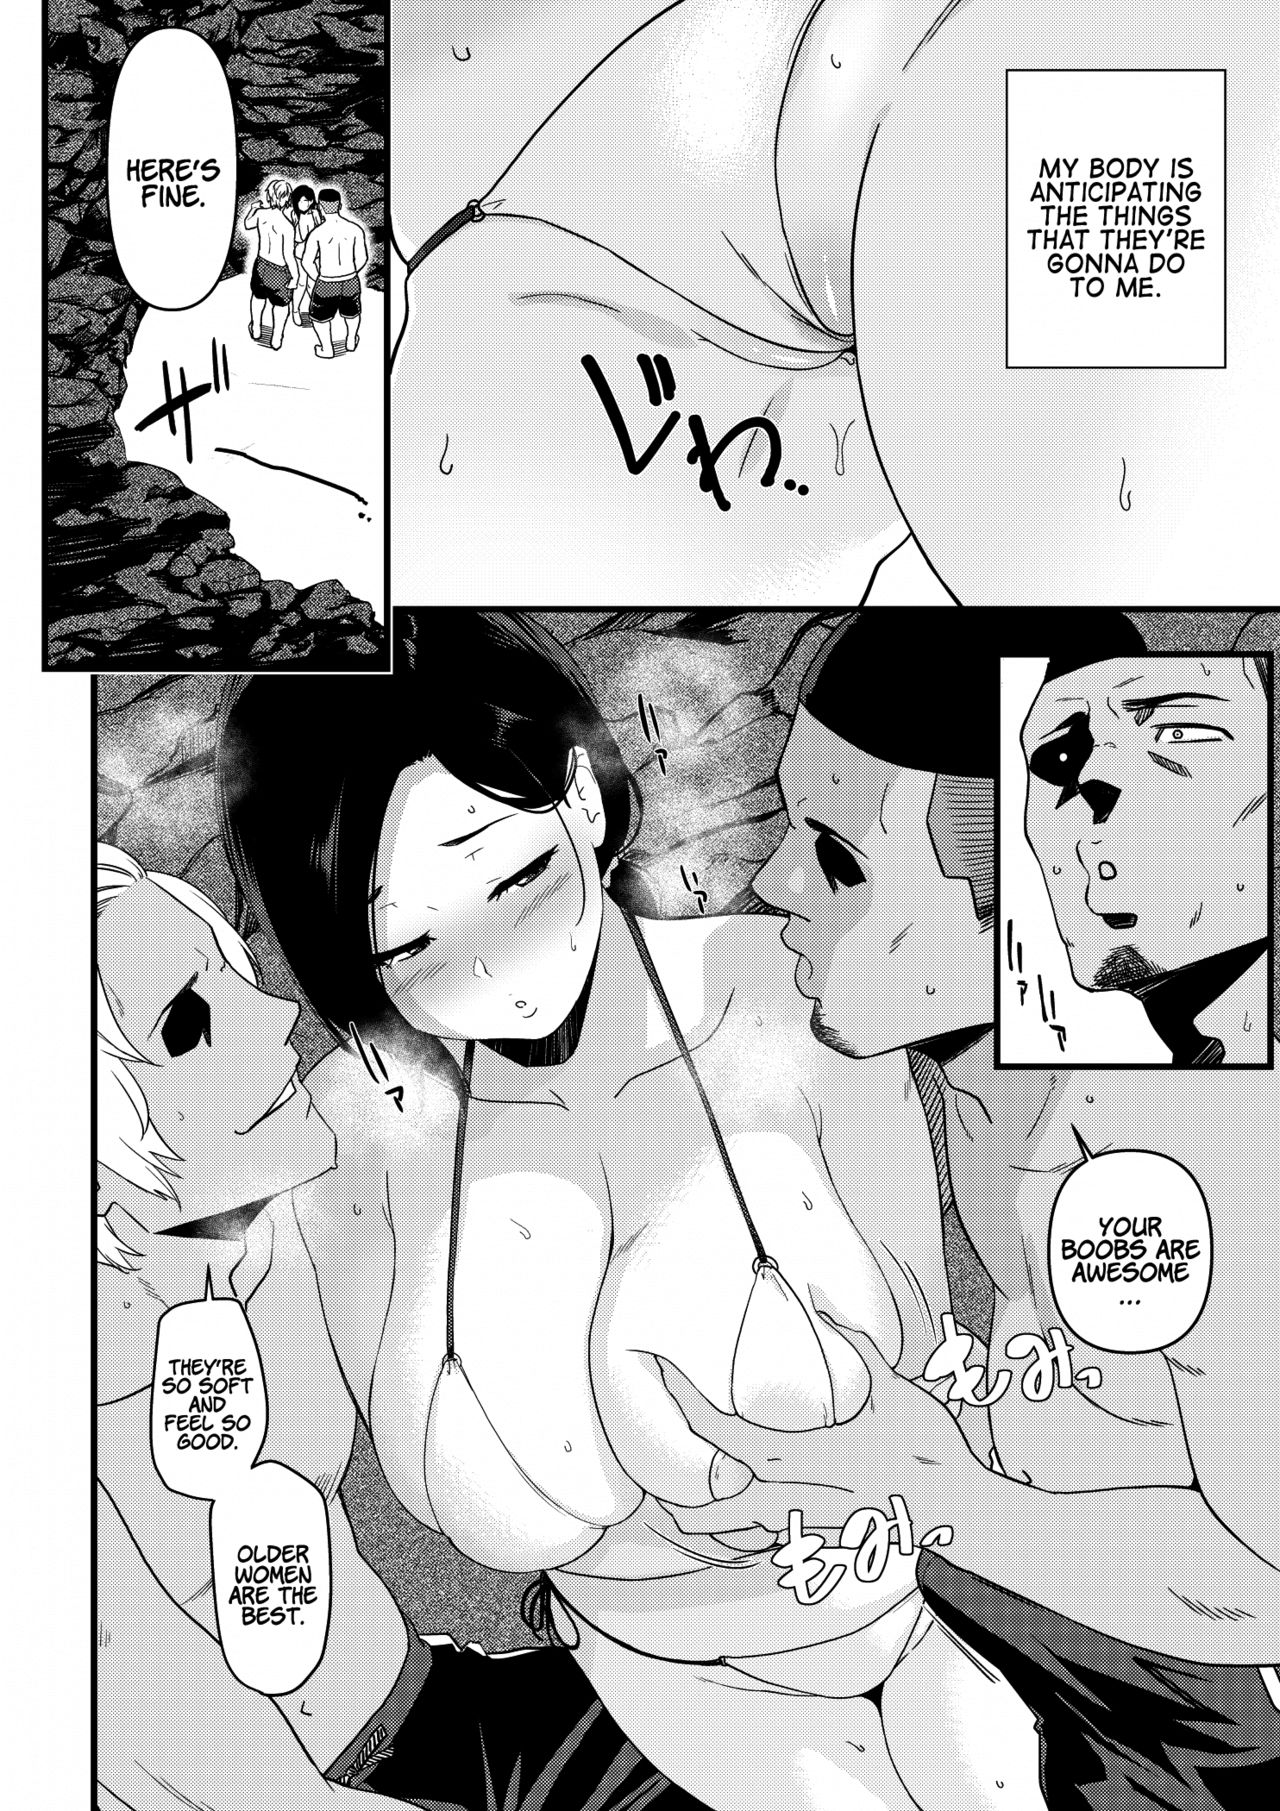 MY BODY IS
ANTICIPATING
THE THINGS
THAT THEY'RE
GONNA DO
TO ME.
じわ..
HERE'S
FINE.
ザッ
YOUR
BOOBS ARE
AWESOME
...
もみっ
もみっ
THEY'RE
SO SOFT
AND
FEEL SO
GOOD.
OLDER
WOMEN
ARE THE
BEST.